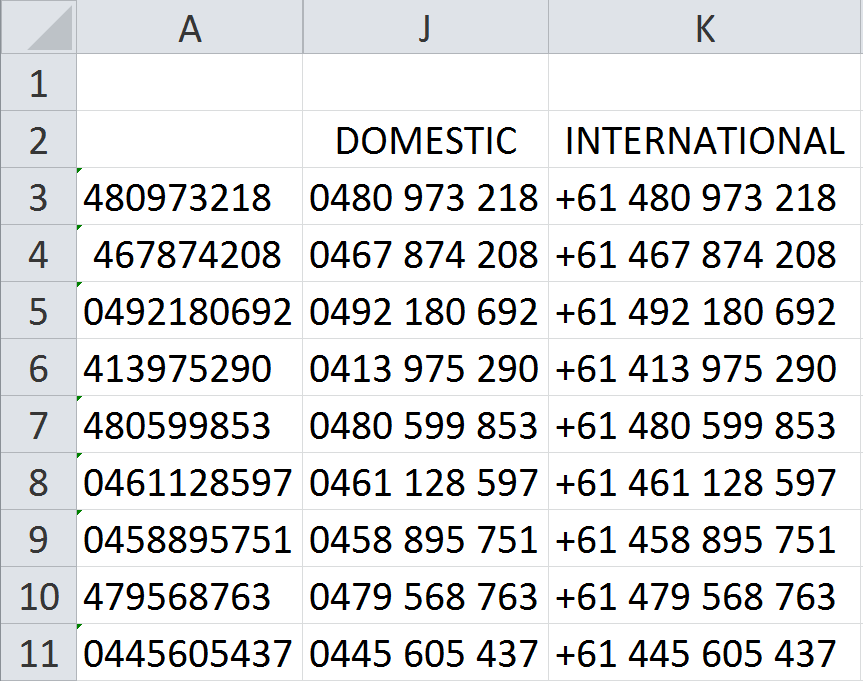 A J K
1
2 DOMESTIC INTERNATIONAL
3 480973218 0480 973 218 +61 480 973 218
4 467874208 0467 874 208 +61 467 874 208
5 0492180692 0492 180 692 +61 492 180 692
6 413975290 0413 975 290 +61 413 975 290
7 480599853 0480 599 853 +61 480 599 853
8 0461128597 0461 128 597 +61 461 128 597
9 0458895751 0458 895 751 +61 458 895 751
10 479568763 0479 568 763 +61 479 568 763
11 0445605437 0445 605 437 +61 445 605 437